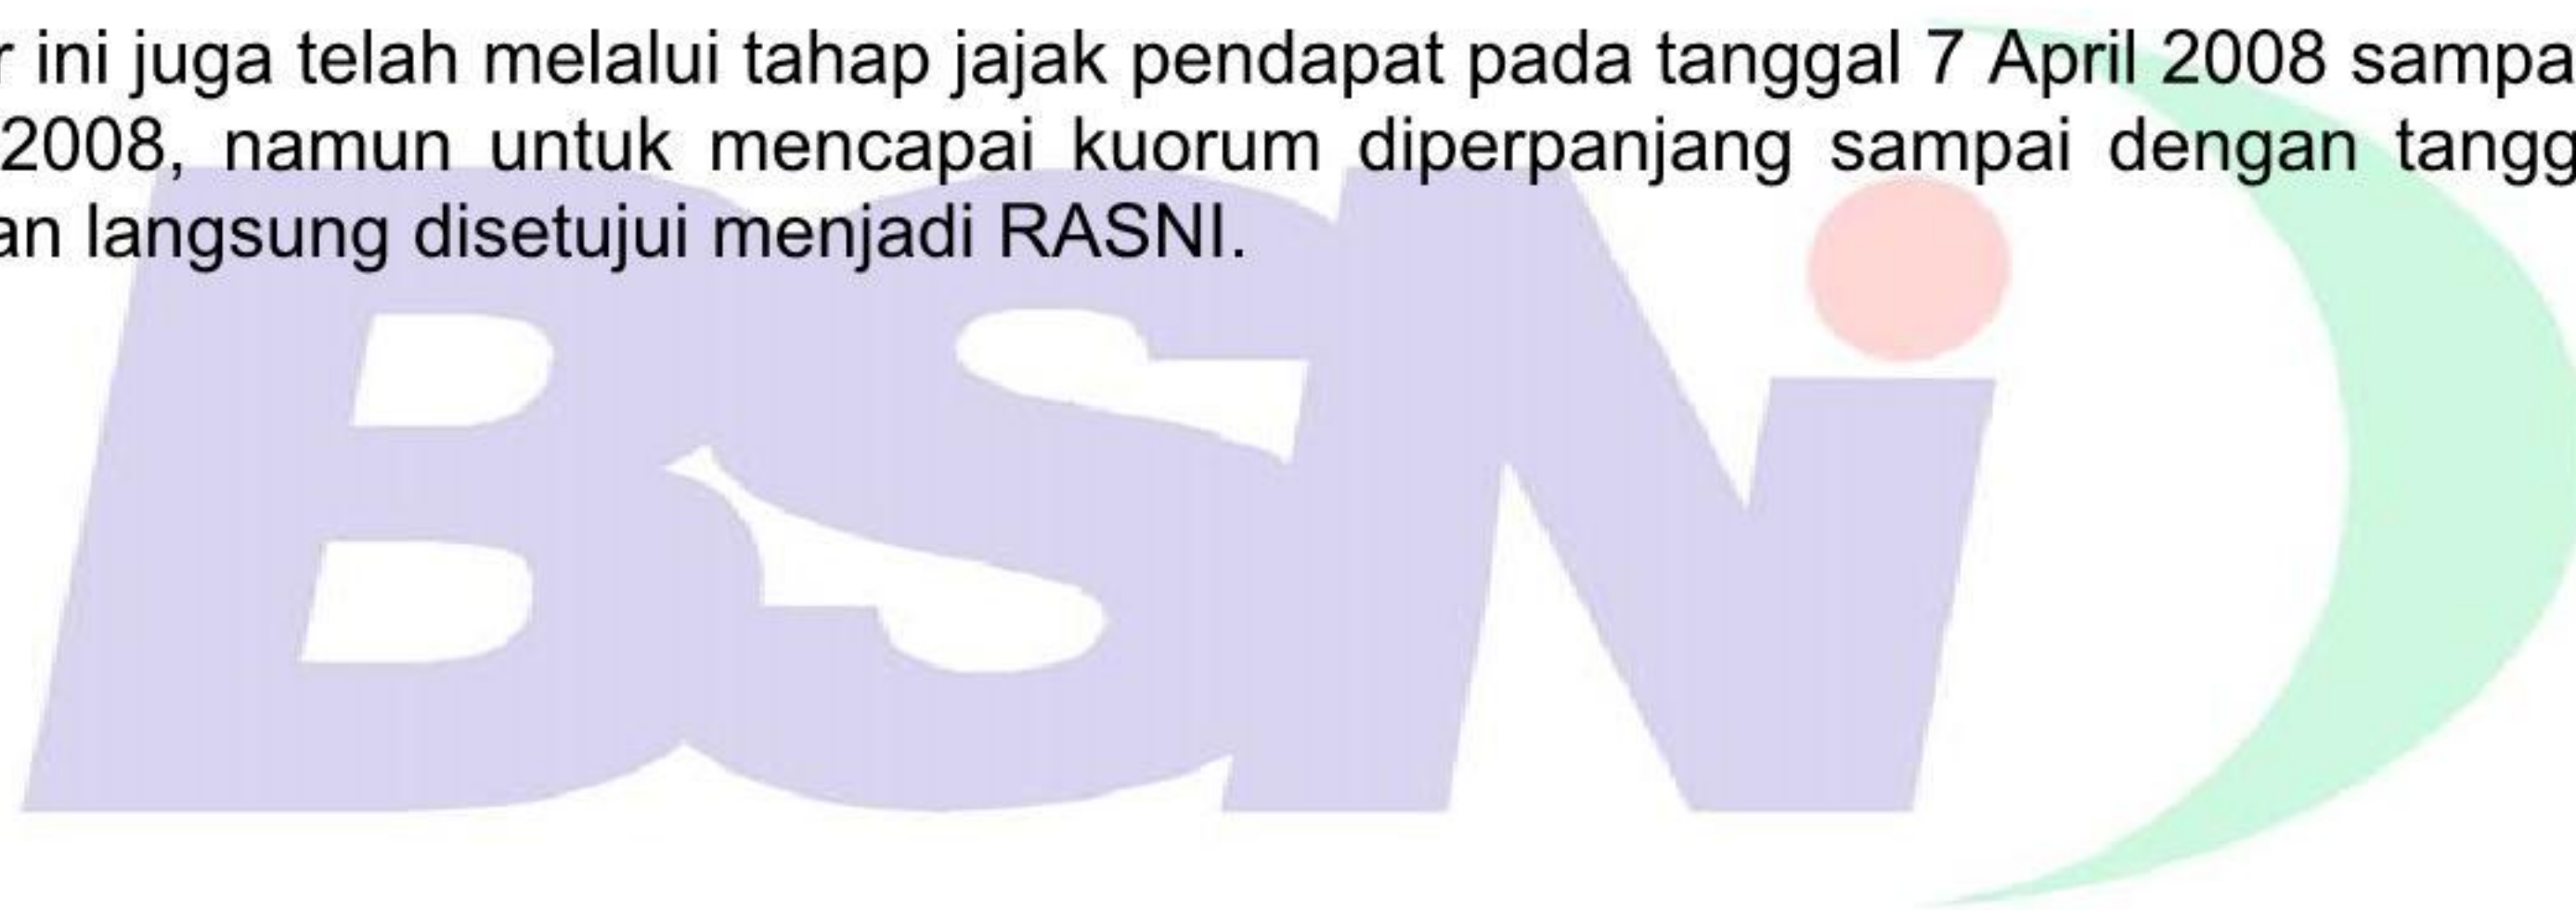 r ini juga telah melalui tahap jajak pendapat pada tanggal 7 April 2008 sampa
2008, namun untuk mencapai kuorum diperpanjang sampai dengan tangg
an langsung disetujui menjadi RASNI.
BSNi